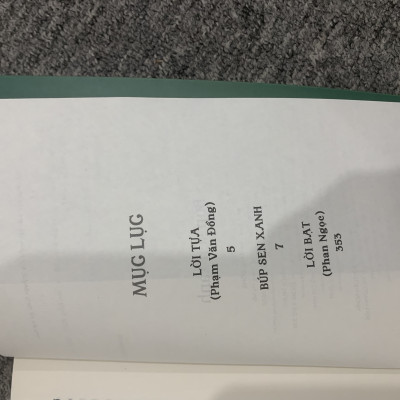 MỤC LỤC
LỜI TỰA
(Phạm Văn Đồng)
5
BÚP SEN XANH
7
LỜI BẠT
(Phan Ngọc)
353